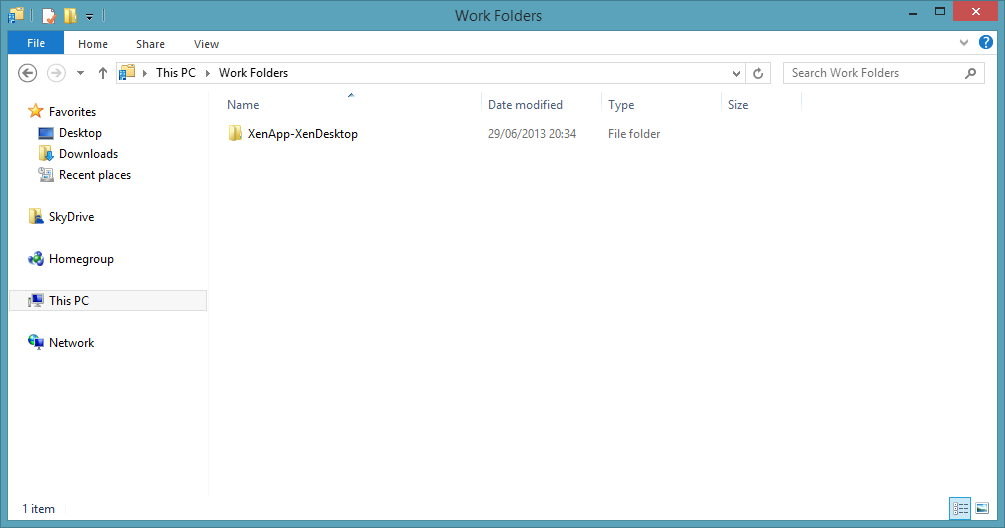 Work Folders
File Home Share View
This PC Work Folders Search Work Folders
Name Date modified Type Size
XenApp-XenDesktop 29/06/2013 20:34 File folder
Favorites
Desktop
Downloads
Recent places
SkyDrive
Homegroup
This PC
Network
1 item